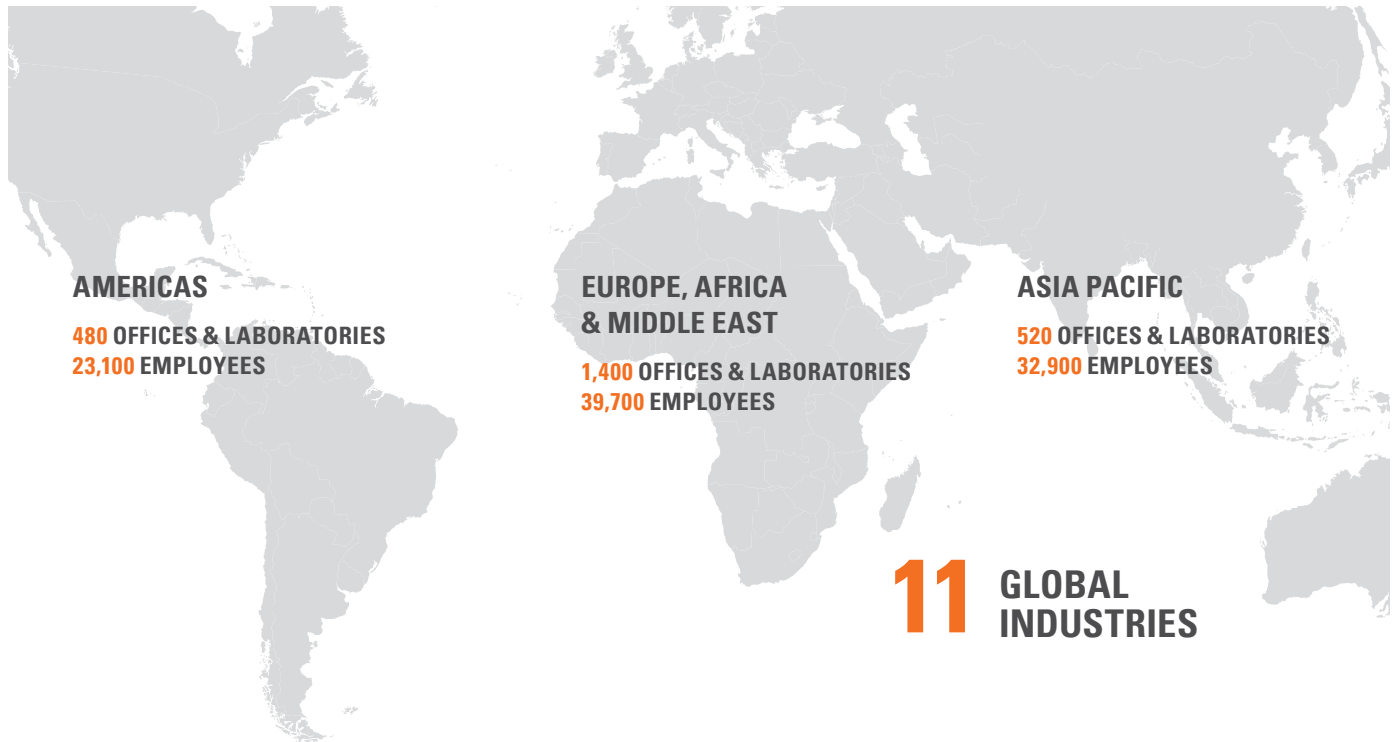 AMERICAS
480 OFFICES & LABORATORIES
23,100 EMPLOYEES
EUROPE, AFRICA
& MIDDLE EAST
1,400 OFFICES & LABORATORIES
39,700 EMPLOYEES
ASIA PACIFIC
520 OFFICES & LABORATORIES
32,900 EMPLOYEES
11 GLOBAL
INDUSTRIES